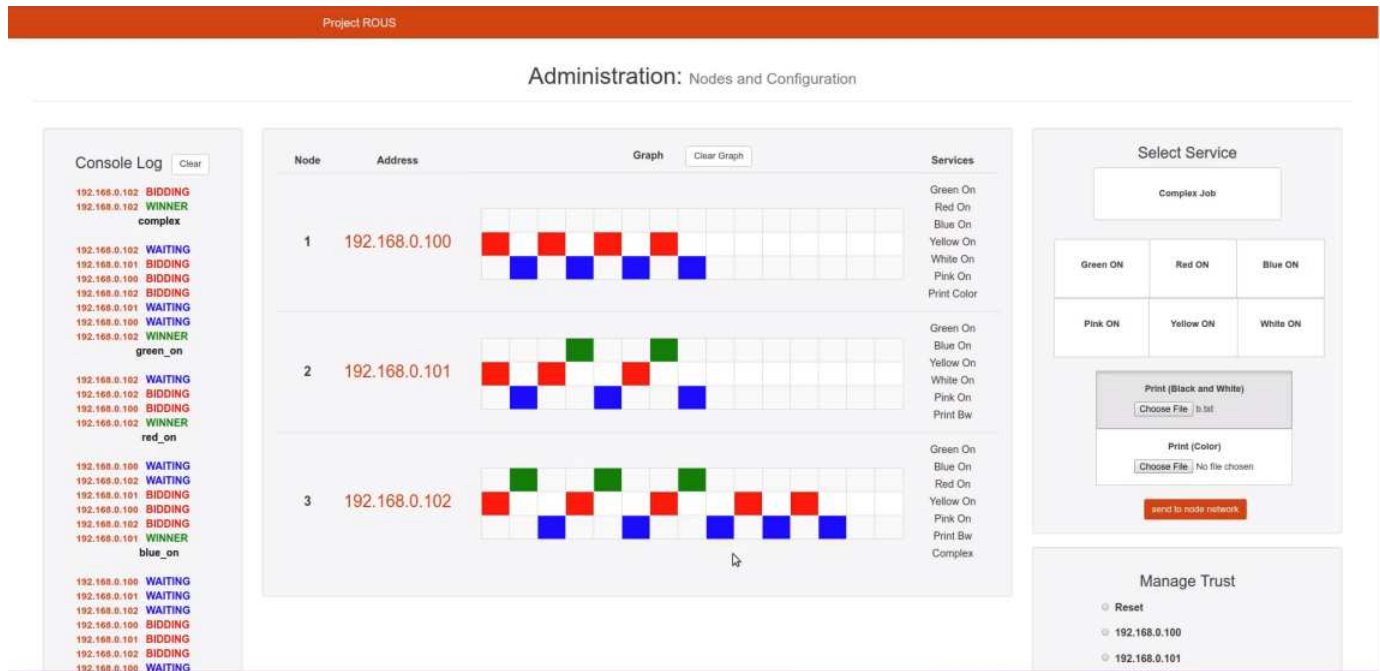 Project ROUS
Administration: Nodes and Configuration
Console Log Clear
192.168.0.102 BIDDING
192.168.0.102 WINNER
complex
192.168.0.102 WAITING
192.168.0.101 BIDDING
192.168.0.100 BIDDING
192.168.0.102 BIDDING
192.168.0.101 WAITING
192.168.0.100 WAITING
192.168.0.102 WINNER
green_on
192.168.0.102 WAITING
192.168.0.102 BIDDING
192.168.0.100 BIDDING
192.168.0.102 WINNER
red_on
192.168.0.100 WAITING
192.168.0.102 WAITING
192.168.0.101 BIDDING
192.168.0.100 BIDDING
192.168.0.102 BIDDING
192.168.0.101 WINNER
blue_on
192.168.0.100 WAITING
192.168.0.101 WAITING
192.168.0.102 WAITING
192.168.0.100 BIDDING
192.168.0.101 BIDDING
192.168.0.102 BIDDING
192.168.0.100 WAITING
Node Address Graph Clear Graph Services
1 192.168.0.100
Green On
Red On
Blue On
Yellow On
White On
Pink On
Print Color
2 192.168.0.101
Green On
Blue On
Yellow On
White On
Pink On
Print Bw
3 192.168.0.102
Green On
Blue On
Red On
Yellow On
Pink On
Print Bw
Complex
Select Service
Complex Job
Green ON Red ON Blue ON
Pink ON Yellow ON White ON
Print (Black and White)
Choose File b.txt
Print (Color)
Choose File No file chosen
send to node network
Manage Trust
Reset
192.168.0.100
192.168.0.101